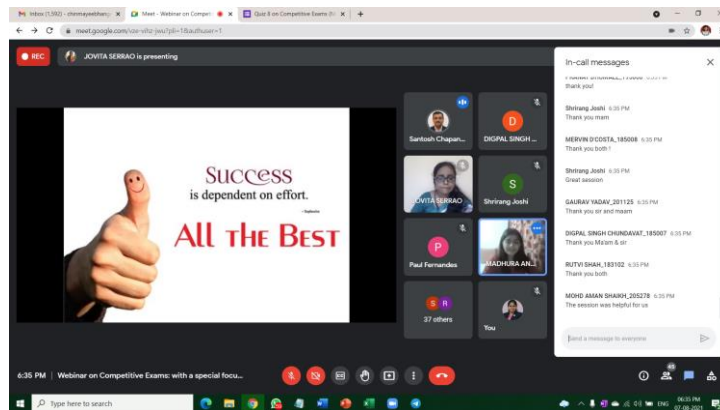 Inbox (1,592) - chinmayeebhang
Meet - Webinar on Compet
Quiz 8 on Competitive Exams (R
meet.google.com/vse-vihz-jwu?pli=1&authuser=1
REC
JOVITA SERRAO is presenting
Success
is dependent on effort.
- Sophocles
All the Best
Santosh Chapan...
D
DIGPAL SINGH ...
JOVITA SERRAO
S
Shrirang Joshi
P
Paul Fernandes
MADHURA AN...
S R
37 others
You
In-call messages
thank you!
Shrirang Joshi 6:35 PM
Thank you mam
MERVIN D'COSTA_185008 6:35 PM
Thank you both !
Shrirang Joshi 6:35 PM
Great session
GAURAV YADAV_201125 6:35 PM
Thank you sir and maam
DIGPAL SINGH CHUNDAVAT_185007 6:35 PM
Thank you Ma'am & sir
RUTVI SHAH_183102 6:35 PM
Thank you both
MOHD AMAN SHAIKH_205278 6:35 PM
The session was helpful for us
Send a message to everyone
6:35 PM | Webinar on Competitive Exams: with a special focu...
Type here to search
ENG
06:35 PM
07-08-2021